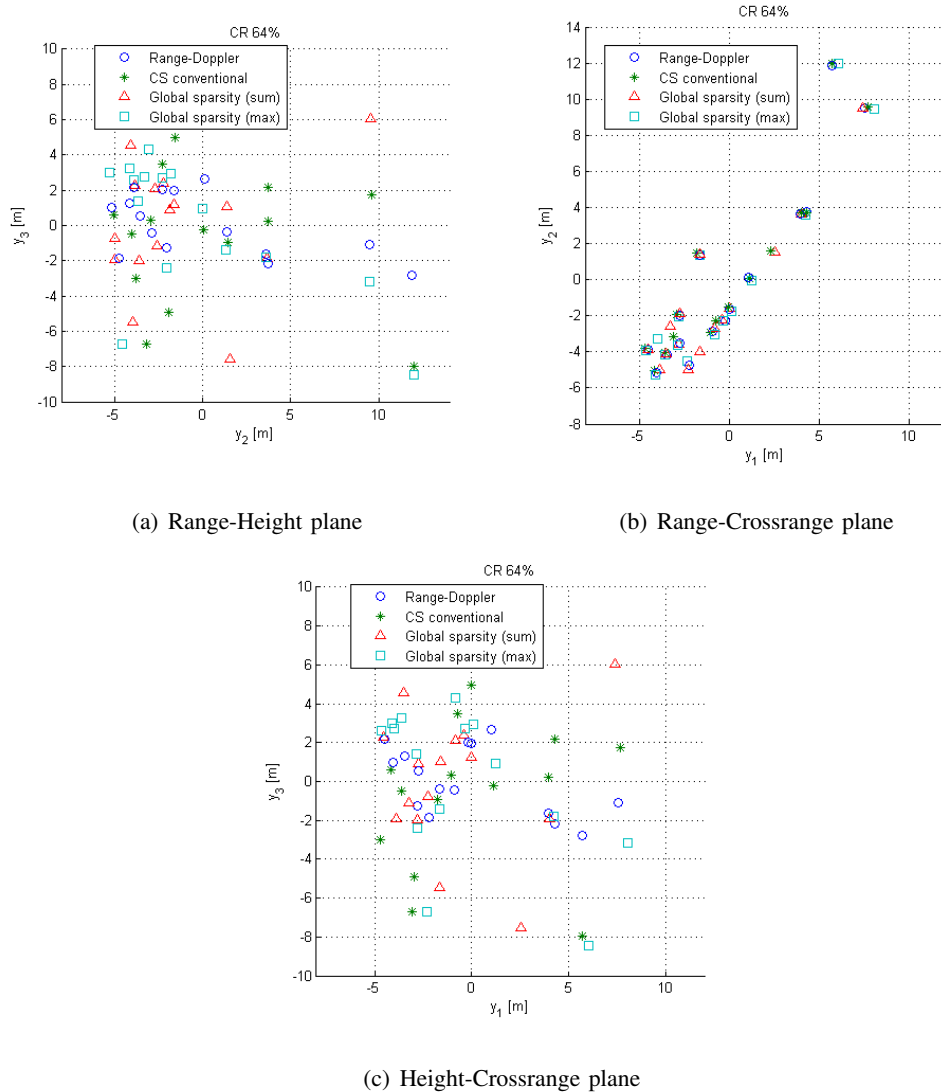 CR 64%
Range-Doppler
CS conventional
Global sparsity (sum)
Global sparsity (max)
10
8
6
4
2
0
-2
-4
-6
-8
-10
y3 [m]
-5 0 5 10
y2 [m]
(a) Range-Height plane
CR 64%
Range-Doppler
CS conventional
Global sparsity (sum)
Global sparsity (max)
14
12
10
8
6
4
2
0
-2
-4
-6
-8
y2 [m]
-5 0 5 10
y1 [m]
(b) Range-Crossrange plane
CR 64%
Range-Doppler
CS conventional
Global sparsity (sum)
Global sparsity (max)
10
8
6
4
2
0
-2
-4
-6
-8
-10
y3 [m]
-5 0 5 10
y1 [m]
(c) Height-Crossrange plane